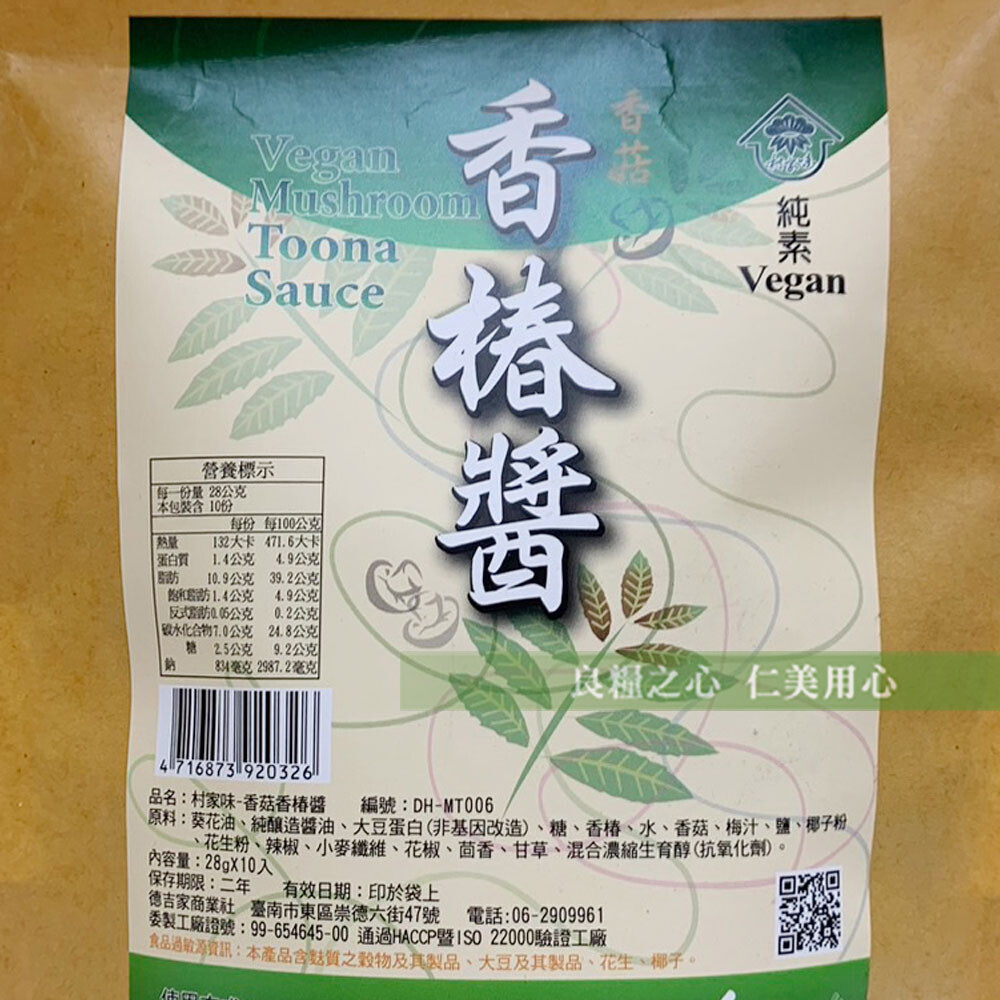 Vegan
Mushroom
Toona
Sauce
香菇
香椿醬
村家味
純素
Vegan
營養標示
每一份量 28公克
本包裝含 10份
每份 每100公克
熱量 132大卡 471.6大卡
蛋白質 1.4公克 4.9公克
脂肪 10.9公克 39.2公克
飽和脂肪 1.4公克 4.9公克
反式脂肪 0.05公克 0.2公克
碳水化合物 7.0公克 24.8公克
糖 2.5公克 9.2公克
鈉 834毫克 2987.2毫克
良糧之心 仁美用心
4 716873 920326
品名：村家味-香菇香椿醬 編號：DH-MT006
原料：葵花油、純釀造醬油、大豆蛋白(非基因改造)、糖、香椿、水、香菇、梅汁、鹽、椰子粉
、花生粉、辣椒、小麥纖維、花椒、茴香、甘草、混合濃縮生育醇(抗氧化劑)。
內容量：28gX10入
保存期限：二年 有效日期：印於袋上
德吉家商業社 臺南市東區崇德六街47號 電話:06-2909961
委製工廠證號：99-654645-00 通過HACCP暨ISO 22000驗證工廠
食品過敏源資訊：本產品含麩質之穀物及其製品、大豆及其製品、花生、椰子。